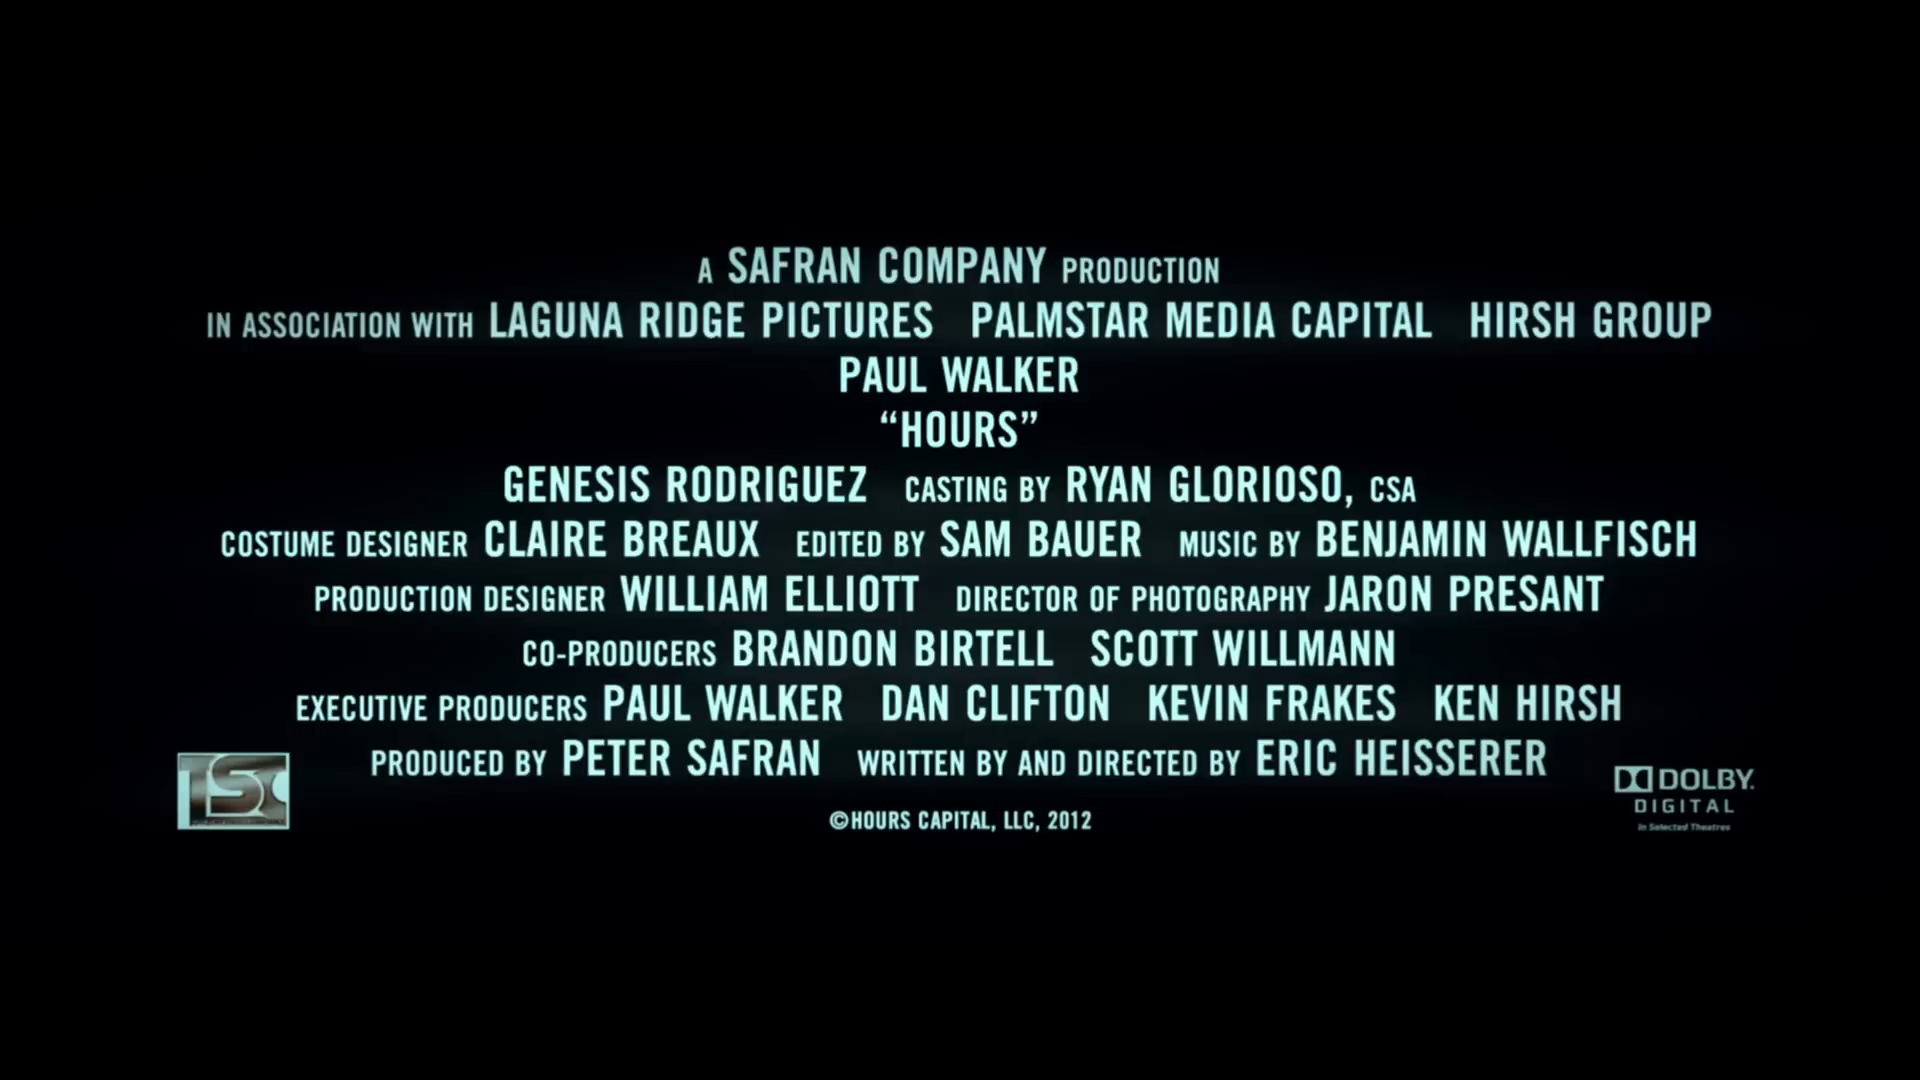 A SAFRAN COMPANY PRODUCTION
IN ASSOCIATION WITH LAGUNA RIDGE PICTURES PALMSTAR MEDIA CAPITAL HIRSH GROUP
PAUL WALKER
“HOURS”
GENESIS RODRIGUEZ CASTING BY RYAN GLORIOSO, CSA
COSTUME DESIGNER CLAIRE BREAUX EDITED BY SAM BAUER MUSIC BY BENJAMIN WALLFISCH
PRODUCTION DESIGNER WILLIAM ELLIOTT DIRECTOR OF PHOTOGRAPHY JARON PRESANT
CO-PRODUCERS BRANDON BIRTELL SCOTT WILLMANN
EXECUTIVE PRODUCERS PAUL WALKER DAN CLIFTON KEVIN FRAKES KEN HIRSH
PRODUCED BY PETER SAFRAN WRITTEN BY AND DIRECTED BY ERIC HEISSERER
TSC
DOLBY.
DIGITAL
In Selected Theatres
©HOURS CAPITAL, LLC, 2012